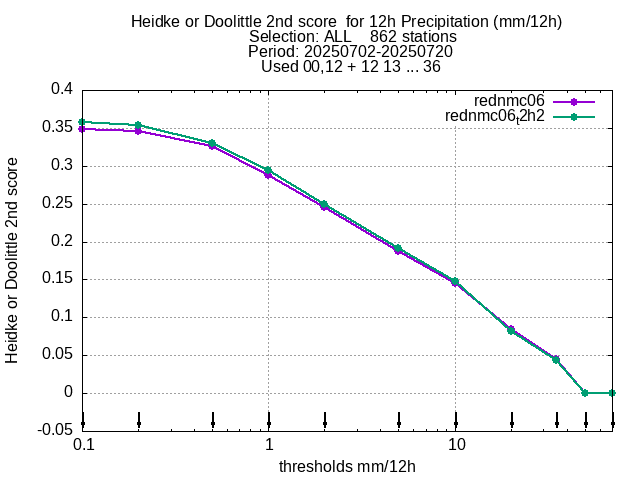 Heidke or Doolittle 2nd score  for 12h Precipitation (mm/12h)
Selection: ALL    862 stations
Period: 20250702-20250720
Used 00,12 + 12 13 ... 36
rednmc06
rednmc06t2h2
0.4
0.35
0.3
0.25
0.2
0.15
0.1
0.05
0
-0.05
Heidke or Doolittle 2nd score
0.1 1 10
thresholds mm/12h